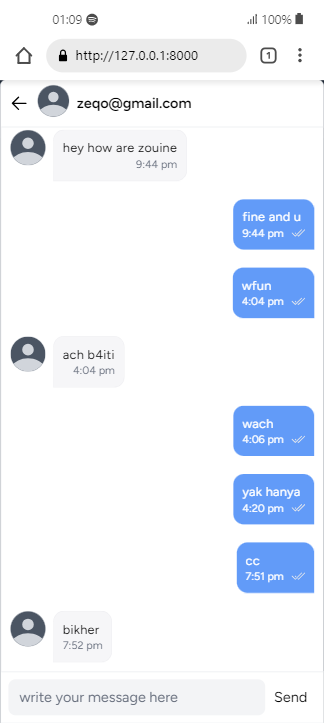 01:09
100%
http://127.0.0.1:8000
1
zeqo@gmail.com
hey how are zouine
9:44 pm
fine and u
9:44 pm
wfun
4:04 pm
ach b4iti
4:04 pm
wach
4:06 pm
yak hanya
4:20 pm
cc
7:51 pm
bikher
7:52 pm
write your message here
Send